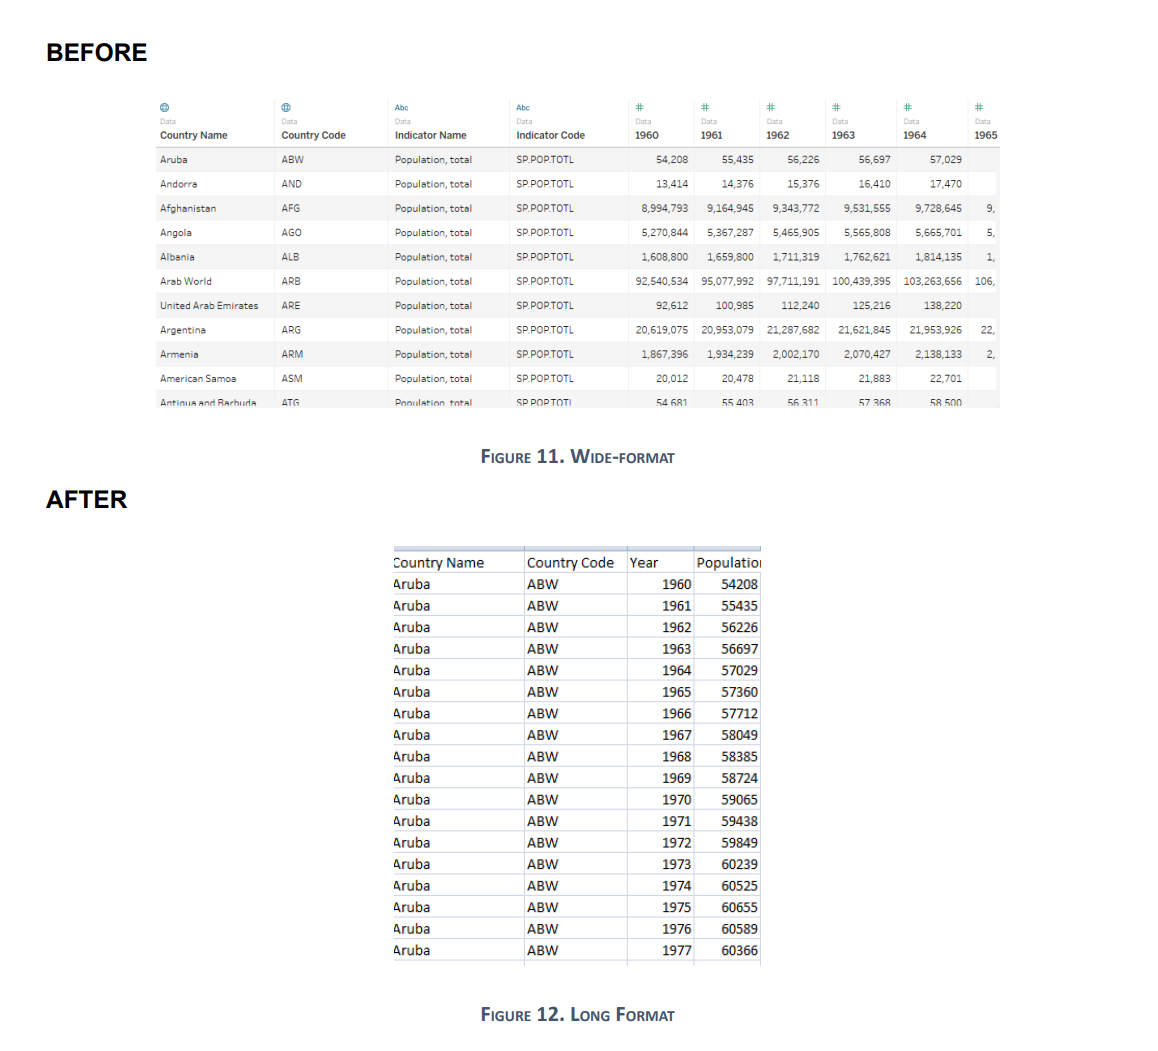 BEFORE
Abc Abc # # # # # #
Data Data Data Data Data Data Data Data Data Data
Country Name Country Code Indicator Name Indicator Code 1960 1961 1962 1963 1964 1965
Aruba ABW Population, total SP.POP.TOTL 54,208 55,435 56,226 56,697 57,029
Andorra AND Population, total SP.POP.TOTL 13,414 14,376 15,376 16,410 17,470
Afghanistan AFG Population, total SP.POP.TOTL 8,994,793 9,164,945 9,343,772 9,531,555 9,728,645 9,
Angola AGO Population, total SP.POP.TOTL 5,270,844 5,367,287 5,465,905 5,565,808 5,665,701 5,
Albania ALB Population, total SP.POP.TOTL 1,608,800 1,659,800 1,711,319 1,762,621 1,814,135 1,
Arab World ARB Population, total SP.POP.TOTL 92,540,534 95,077,992 97,711,191 100,439,395 103,263,656 106,
United Arab Emirates ARE Population, total SP.POP.TOTL 92,612 100,985 112,240 125,216 138,220
Argentina ARG Population, total SP.POP.TOTL 20,619,075 20,953,079 21,287,682 21,621,845 21,953,926 22,
Armenia ARM Population, total SP.POP.TOTL 1,867,396 1,934,239 2,002,170 2,070,427 2,138,133 2,
American Samoa ASM Population, total SP.POP.TOTL 20,012 20,478 21,118 21,883 22,701
Antigua and Barbuda ATG Population, total SP.POP.TOTL 54,681 55,403 56,311 57,368 58,500
FIGURE 11. WIDE-FORMAT
AFTER
Country Name Country Code Year Population
Aruba ABW 1960 54208
Aruba ABW 1961 55435
Aruba ABW 1962 56226
Aruba ABW 1963 56697
Aruba ABW 1964 57029
Aruba ABW 1965 57360
Aruba ABW 1966 57712
Aruba ABW 1967 58049
Aruba ABW 1968 58385
Aruba ABW 1969 58724
Aruba ABW 1970 59065
Aruba ABW 1971 59438
Aruba ABW 1972 59849
Aruba ABW 1973 60239
Aruba ABW 1974 60525
Aruba ABW 1975 60655
Aruba ABW 1976 60589
Aruba ABW 1977 60366
FIGURE 12. LONG FORMAT